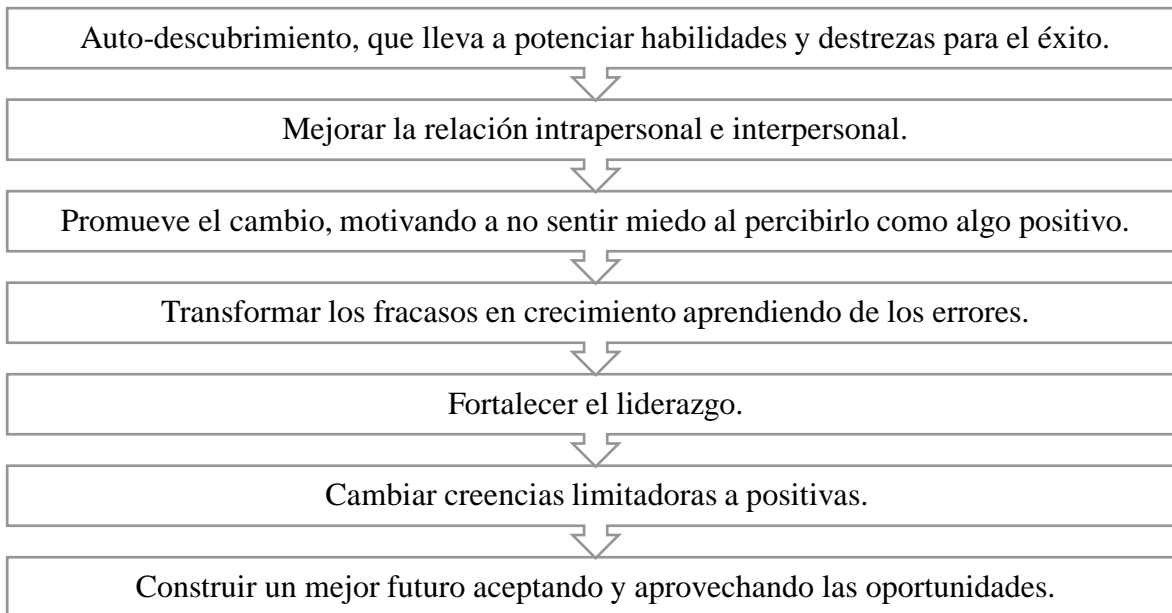 Auto-descubrimiento, que lleva a potenciar habilidades y destrezas para el éxito.
Mejorar la relación intrapersonal e interpersonal.
Promueve el cambio, motivando a no sentir miedo al percibirlo como algo positivo.
Transformar los fracasos en crecimiento aprendiendo de los errores.
Fortalecer el liderazgo.
Cambiar creencias limitadoras a positivas.
Construir un mejor futuro aceptando y aprovechando las oportunidades.